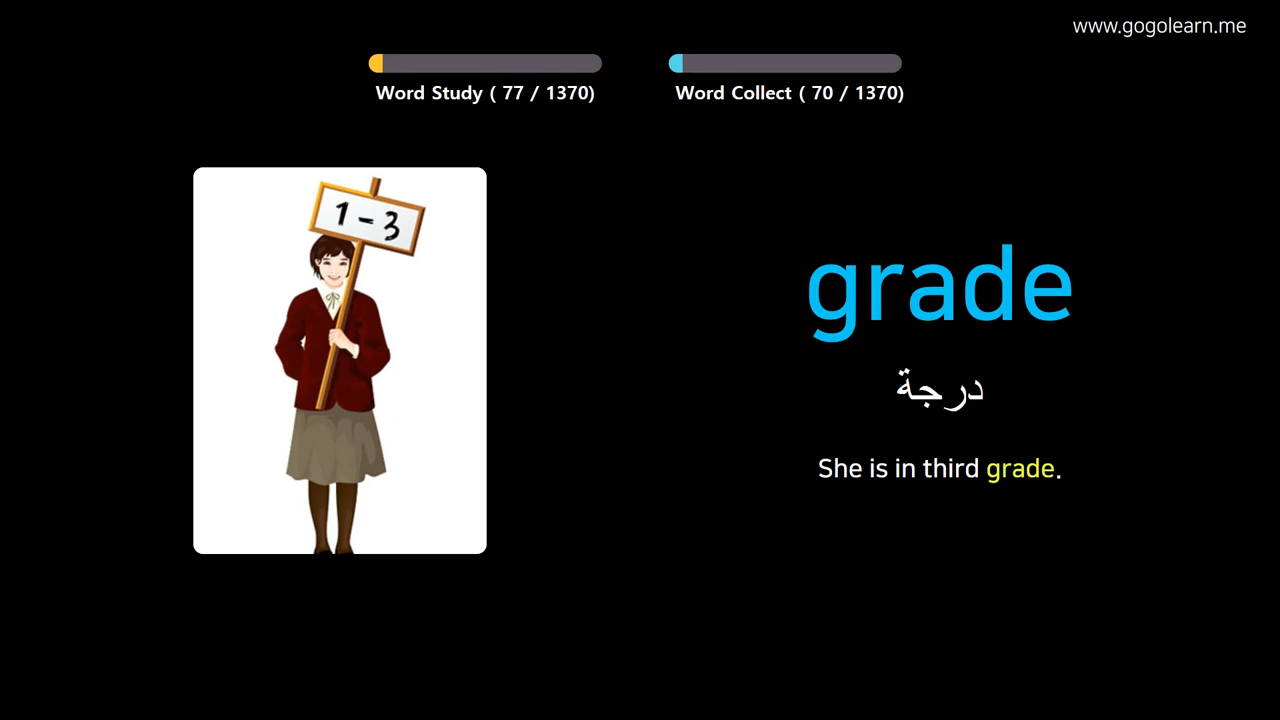 www.gogolearn.me
Word Study ( 77 / 1370)
Word Collect ( 70 / 1370)
1 - 3
grade
درجة
She is in third grade.